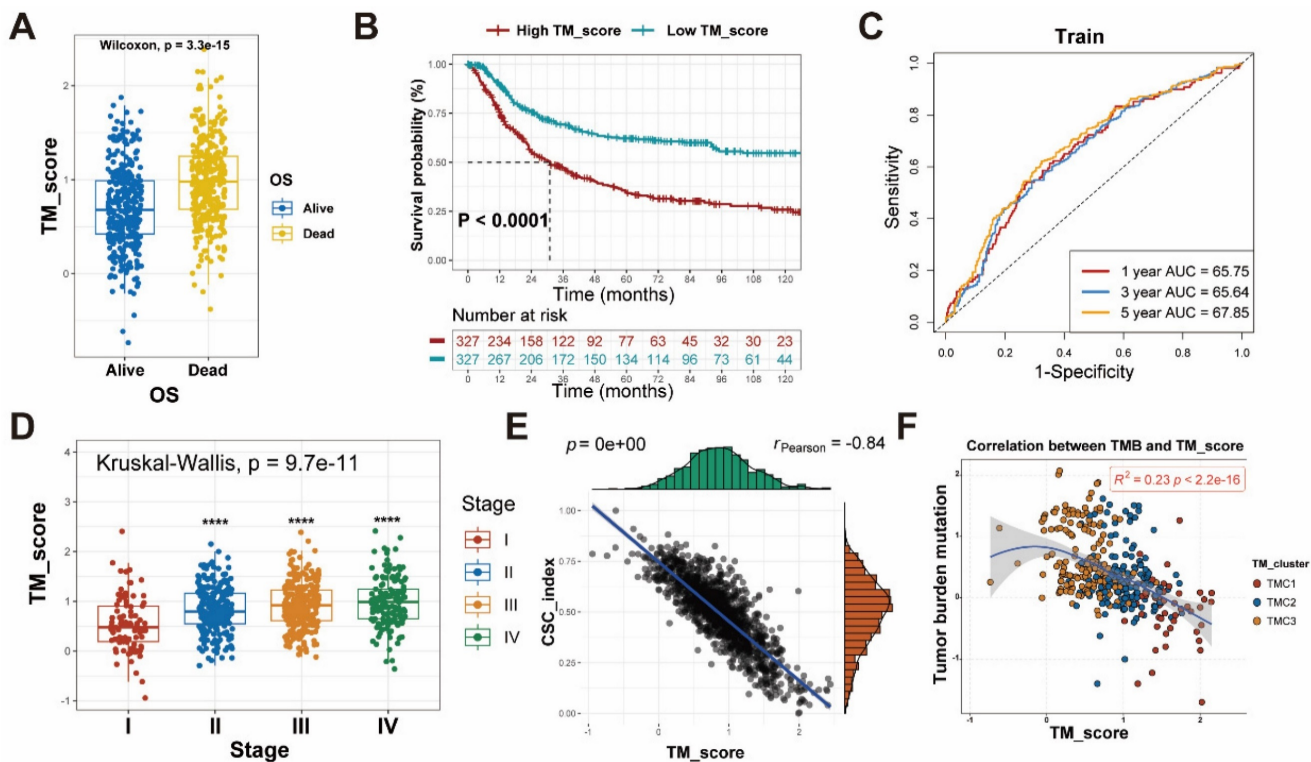 A
Wilcoxon, p = 3.3e-15
TM_score
2
1
0
Alive
Dead
OS
OS
Alive
Dead
B
High TM_score
Low TM_score
Survival probability (%)
1.00
0.75
0.50
0.25
0.00
P < 0.0001
0 12 24 36 48 60 72 84 96 108 120
Time (months)
Number at risk
327 234 158 122 92 77 63 45 32 30 23
327 267 206 172 150 134 114 96 73 61 44
0 12 24 36 48 60 72 84 96 108 120
Time (months)
C
Train
Sensitivity
1.0
0.8
0.6
0.4
0.2
0.0
1 year AUC = 65.75
3 year AUC = 65.64
5 year AUC = 67.85
0.0 0.2 0.4 0.6 0.8 1.0
1-Specificity
D
Kruskal-Wallis, p = 9.7e-11
TM_score
4
3
2
1
0
-1
**** **** ****
I II III IV
Stage
Stage
I
II
III
IV
E
p = 0e+00
rPearson = -0.84
CSC_index
1.00
0.75
0.50
0.25
0.00
-1 0 1 2
TM_score
F
Correlation between TMB and TM_score
R² = 0.23 p < 2.2e-16
Tumor burden mutation
2
1
0
-1
-1 0 1 2
TM_score
TM_cluster
TMC1
TMC2
TMC3